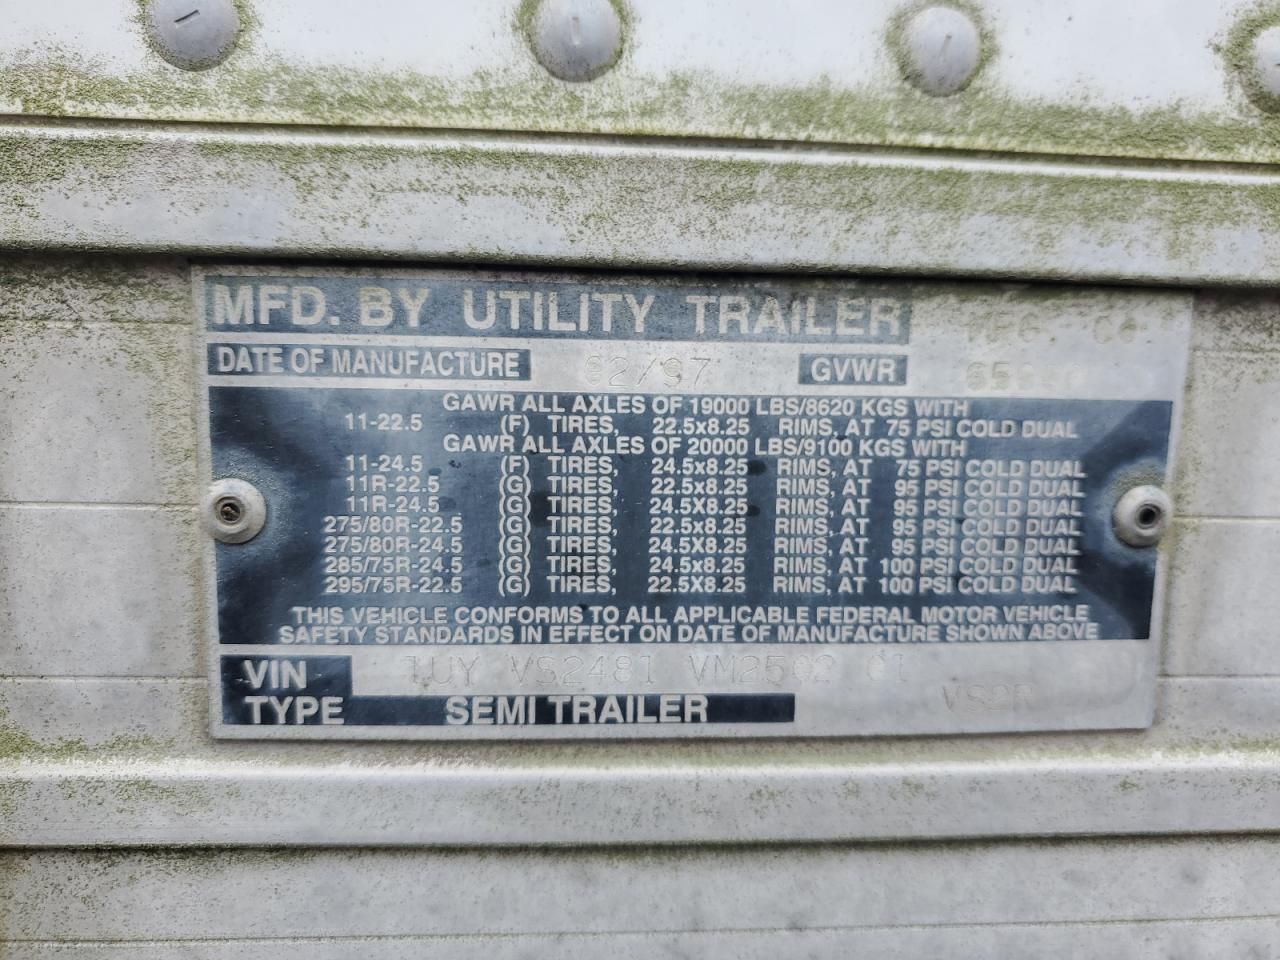 MFD. BY UTILITY TRAILER
DATE OF MANUFACTURE 02/97 GVWR
GAWR ALL AXLES OF 19000 LBS/8620 KGS WITH
11-22.5 (F) TIRES, 22.5x8.25 RIMS, AT 75 PSI COLD DUAL
GAWR ALL AXLES OF 20000 LBS/9100 KGS WITH
11-24.5 (F) TIRES, 24.5x8.25 RIMS, AT 75 PSI COLD DUAL
11R-22.5 (G) TIRES, 22.5x8.25 RIMS, AT 95 PSI COLD DUAL
11R-24.5 (G) TIRES, 24.5X8.25 RIMS, AT 95 PSI COLD DUAL
275/80R-22.5 (G) TIRES, 22.5x8.25 RIMS, AT 95 PSI COLD DUAL
275/80R-24.5 (G) TIRES, 24.5X8.25 RIMS, AT 95 PSI COLD DUAL
285/75R-24.5 (G) TIRES, 24.5x8.25 RIMS, AT 100 PSI COLD DUAL
295/75R-22.5 (G) TIRES, 22.5X8.25 RIMS, AT 100 PSI COLD DUAL
THIS VEHICLE CONFORMS TO ALL APPLICABLE FEDERAL MOTOR VEHICLE
SAFETY STANDARDS IN EFFECT ON DATE OF MANUFACTURE SHOWN ABOVE
VIN 1UY VS2481 VM2502 01
TYPE SEMI TRAILER VS2R